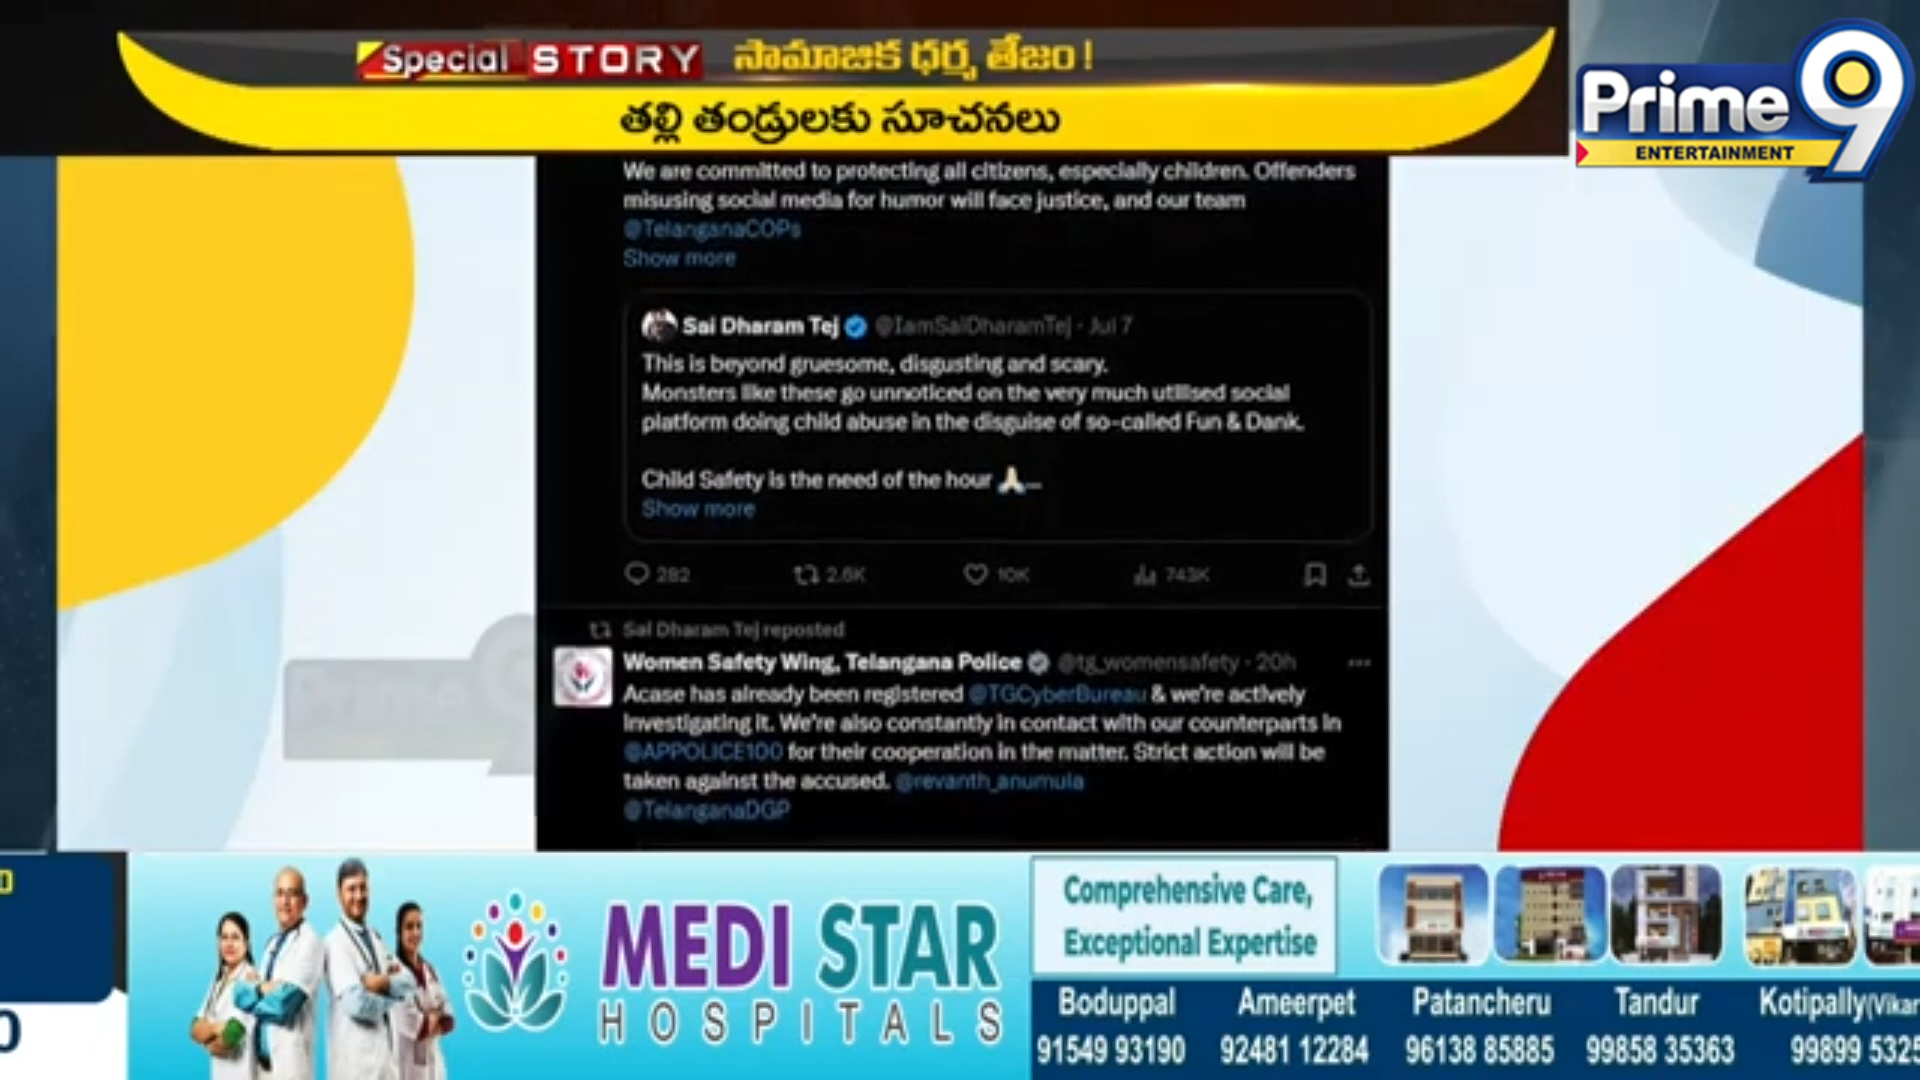 Special STORY సామాజిక ధర్మ తేజం !
తల్లి తండ్రులకు సూచనలు
Prime 9
ENTERTAINMENT
We are committed to protecting all citizens, especially children. Offenders
misusing social media for humor will face justice, and our team
@TelanganaCOPs
Show more
Sai Dharam Tej @IamSaiDharamTej · Jul 7
This is beyond gruesome, disgusting and scary.
Monsters like these go unnoticed on the very much utilised social
platform doing child abuse in the disguise of so-called Fun & Dank.
Child Safety is the need of the hour 🙏🏻...
Show more
282 2.6K 10K 743K
Sai Dharam Tej reposted
Women Safety Wing, Telangana Police @tg_womensafety · 20h
Acase has already been registered @TGCyberBureau & we're actively
investigating it. We're also constantly in contact with our counterparts in
@APPOLICE100 for their cooperation in the matter. Strict action will be
taken against the accused. @revanth_anumula
@TelanganaDGP
MEDI STAR
HOSPITALS
Comprehensive Care,
Exceptional Expertise
Boduppal Ameerpet Patancheru Tandur Kotipally(Vikar
91549 93190 92481 12284 96138 85885 99858 35363 99899 5325